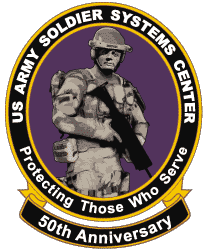 US ARMY SOLDIER SYSTEMS CENTER
Protecting Those Who Serve
50th Anniversary